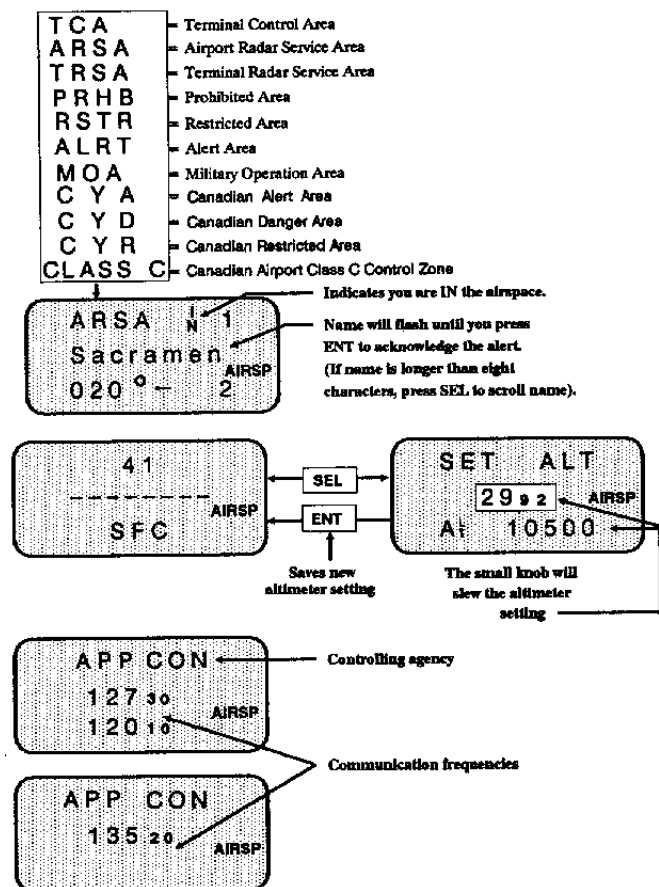 TCA - Terminal Control Area
ARSA - Airport Radar Service Area
TRSA - Terminal Radar Service Area
PRHB - Prohibited Area
RSTR - Restricted Area
ALRT - Alert Area
MOA - Military Operation Area
CYA - Canadian Alert Area
CYD - Canadian Danger Area
CYR - Canadian Restricted Area
CLASS C - Canadian Airport Class C Control Zone
Indicates you are IN the airspace.
ARSA IN 1
Name will flash until you press
ENT to acknowledge the alert.
(If name is longer than eight
characters, press SEL to scroll name).
Sacramen
AIRSP
020° - 2
41
--------
AIRSP
SFC
SEL
ENT
Saves new
altimeter setting
SET ALT
2992
AIRSP
10500
The small knob will
slew the altimeter
setting
APP CON
Controlling agency
12730
AIRSP
12010
Communication frequencies
APP CON
13520
AIRSP